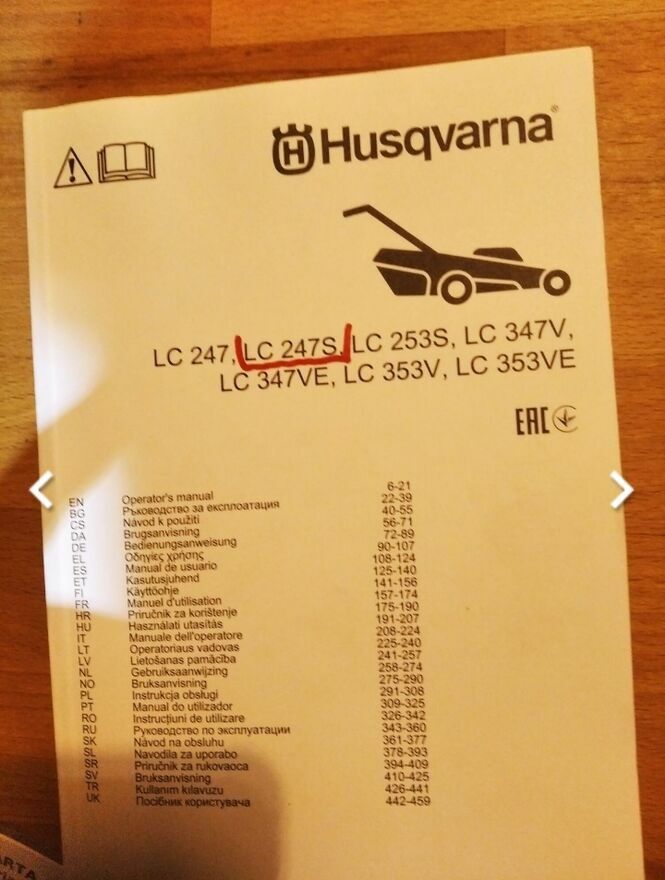 Husqvarna®
LC 247, LC 247S, LC 253S, LC 347V,
LC 347VE, LC 353V, LC 353VE
EAC
EN Operator's manual 6-21
BG Ръководство за експлоатация 22-39
CS Návod k použití 40-55
DA Brugsanvisning 56-71
DE Bedienungsanweisung 72-89
EL Οδηγίες χρήσης 90-107
ES Manual de usuario 108-124
ET Kasutusjuhend 125-140
FI Käyttöohje 141-156
FR Manuel d'utilisation 157-174
HR Priručnik za korištenje 175-190
HU Használati utasítás 191-207
IT Manuale dell'operatore 208-224
LT Operatoriaus vadovas 225-240
LV Lietošanas pamācība 241-257
NL Gebruiksaanwijzing 258-274
NO Bruksanvisning 275-290
PL Instrukcja obsługi 291-308
PT Manual do utilizador 309-325
RO Instrucțiuni de utilizare 326-342
RU Руководство по эксплуатации 343-360
SK Návod na obsluhu 361-377
SL Navodila za uporabo 378-393
SR Priručnik za rukovaoca 394-409
SV Bruksanvisning 410-425
TR Kullanım kılavuzu 426-441
UK Посібник користувача 442-459